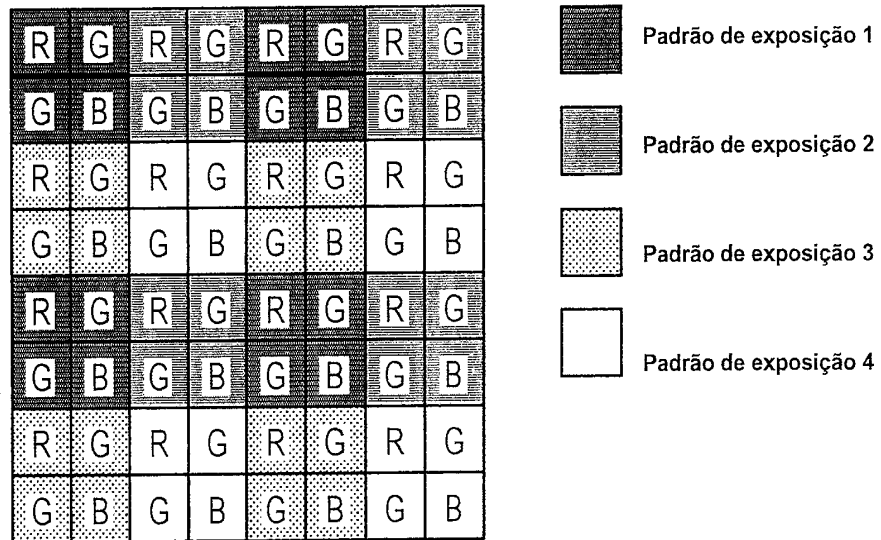 R G R G R G R G
G B G B G B G B
R G R G R G R G
G B G B G B G B
R G R G R G R G
G B G B G B G B
R G R G R G R G
G B G B G B G B
Padrão de exposição 1
Padrão de exposição 2
Padrão de exposição 3
Padrão de exposição 4